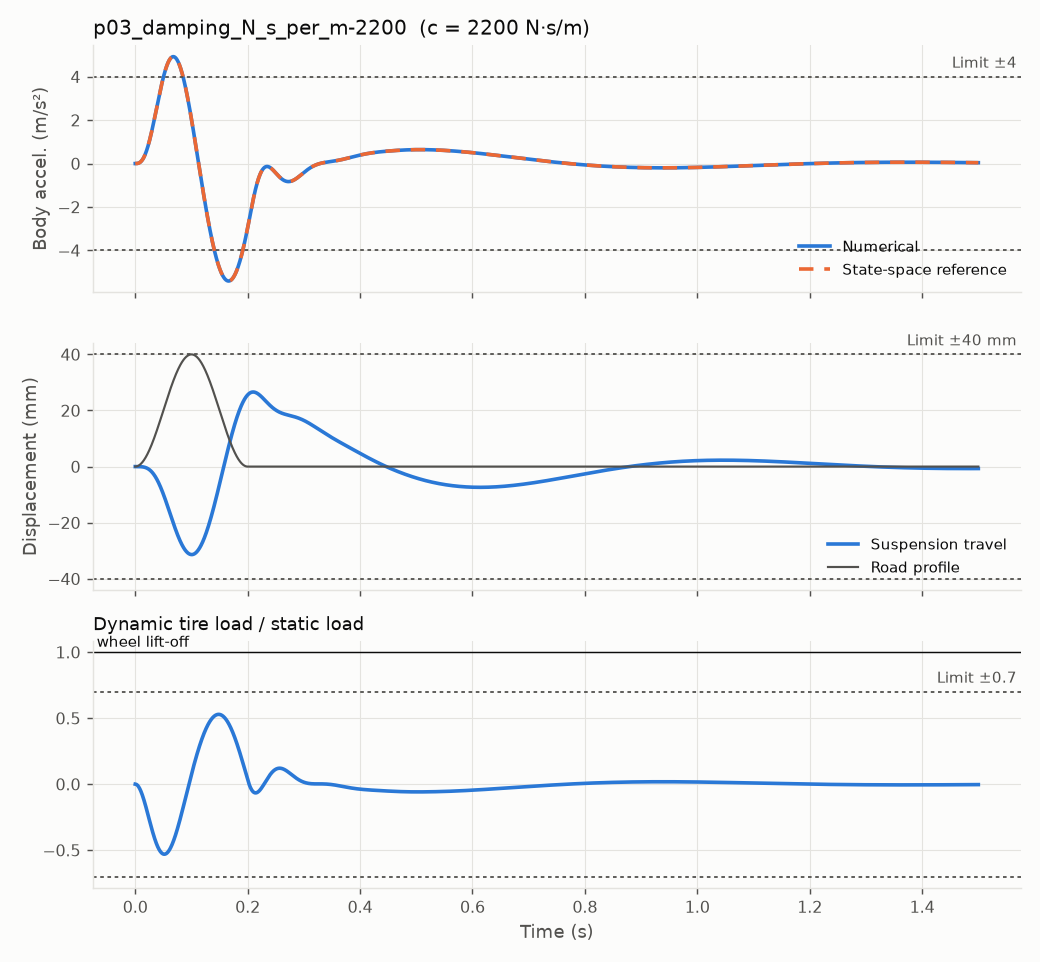 p03_damping_N_s_per_m-2200  (c = 2200 N·s/m)
Limit ±4
4
2
0
−2
−4
Body accel. (m/s²)
Numerical
State-space reference
Limit ±40 mm
40
20
0
−20
−40
Displacement (mm)
Suspension travel
Road profile
Dynamic tire load / static load
wheel lift-off
Limit ±0.7
1.0
0.5
0.0
−0.5
0.0 0.2 0.4 0.6 0.8 1.0 1.2 1.4
Time (s)